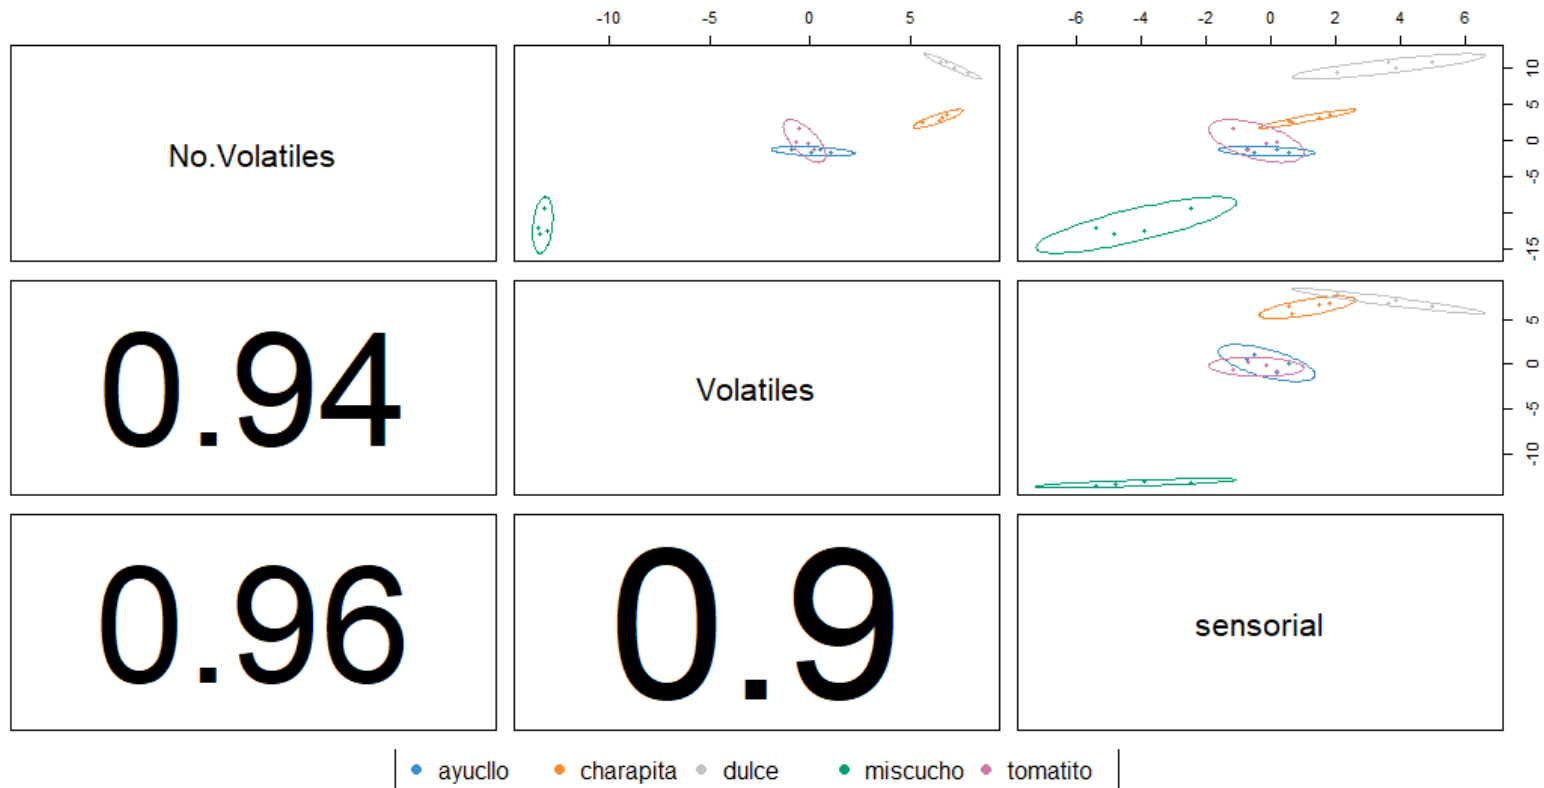 -10 -5 0 5 -6 -4 -2 0 2 4 6
No.Volatiles
10
5
0
-5
-15
0.94
Volatiles
5
0
-5
-10
0.96
0.9
sensorial
ayucllo charapita dulce miscucho tomatito